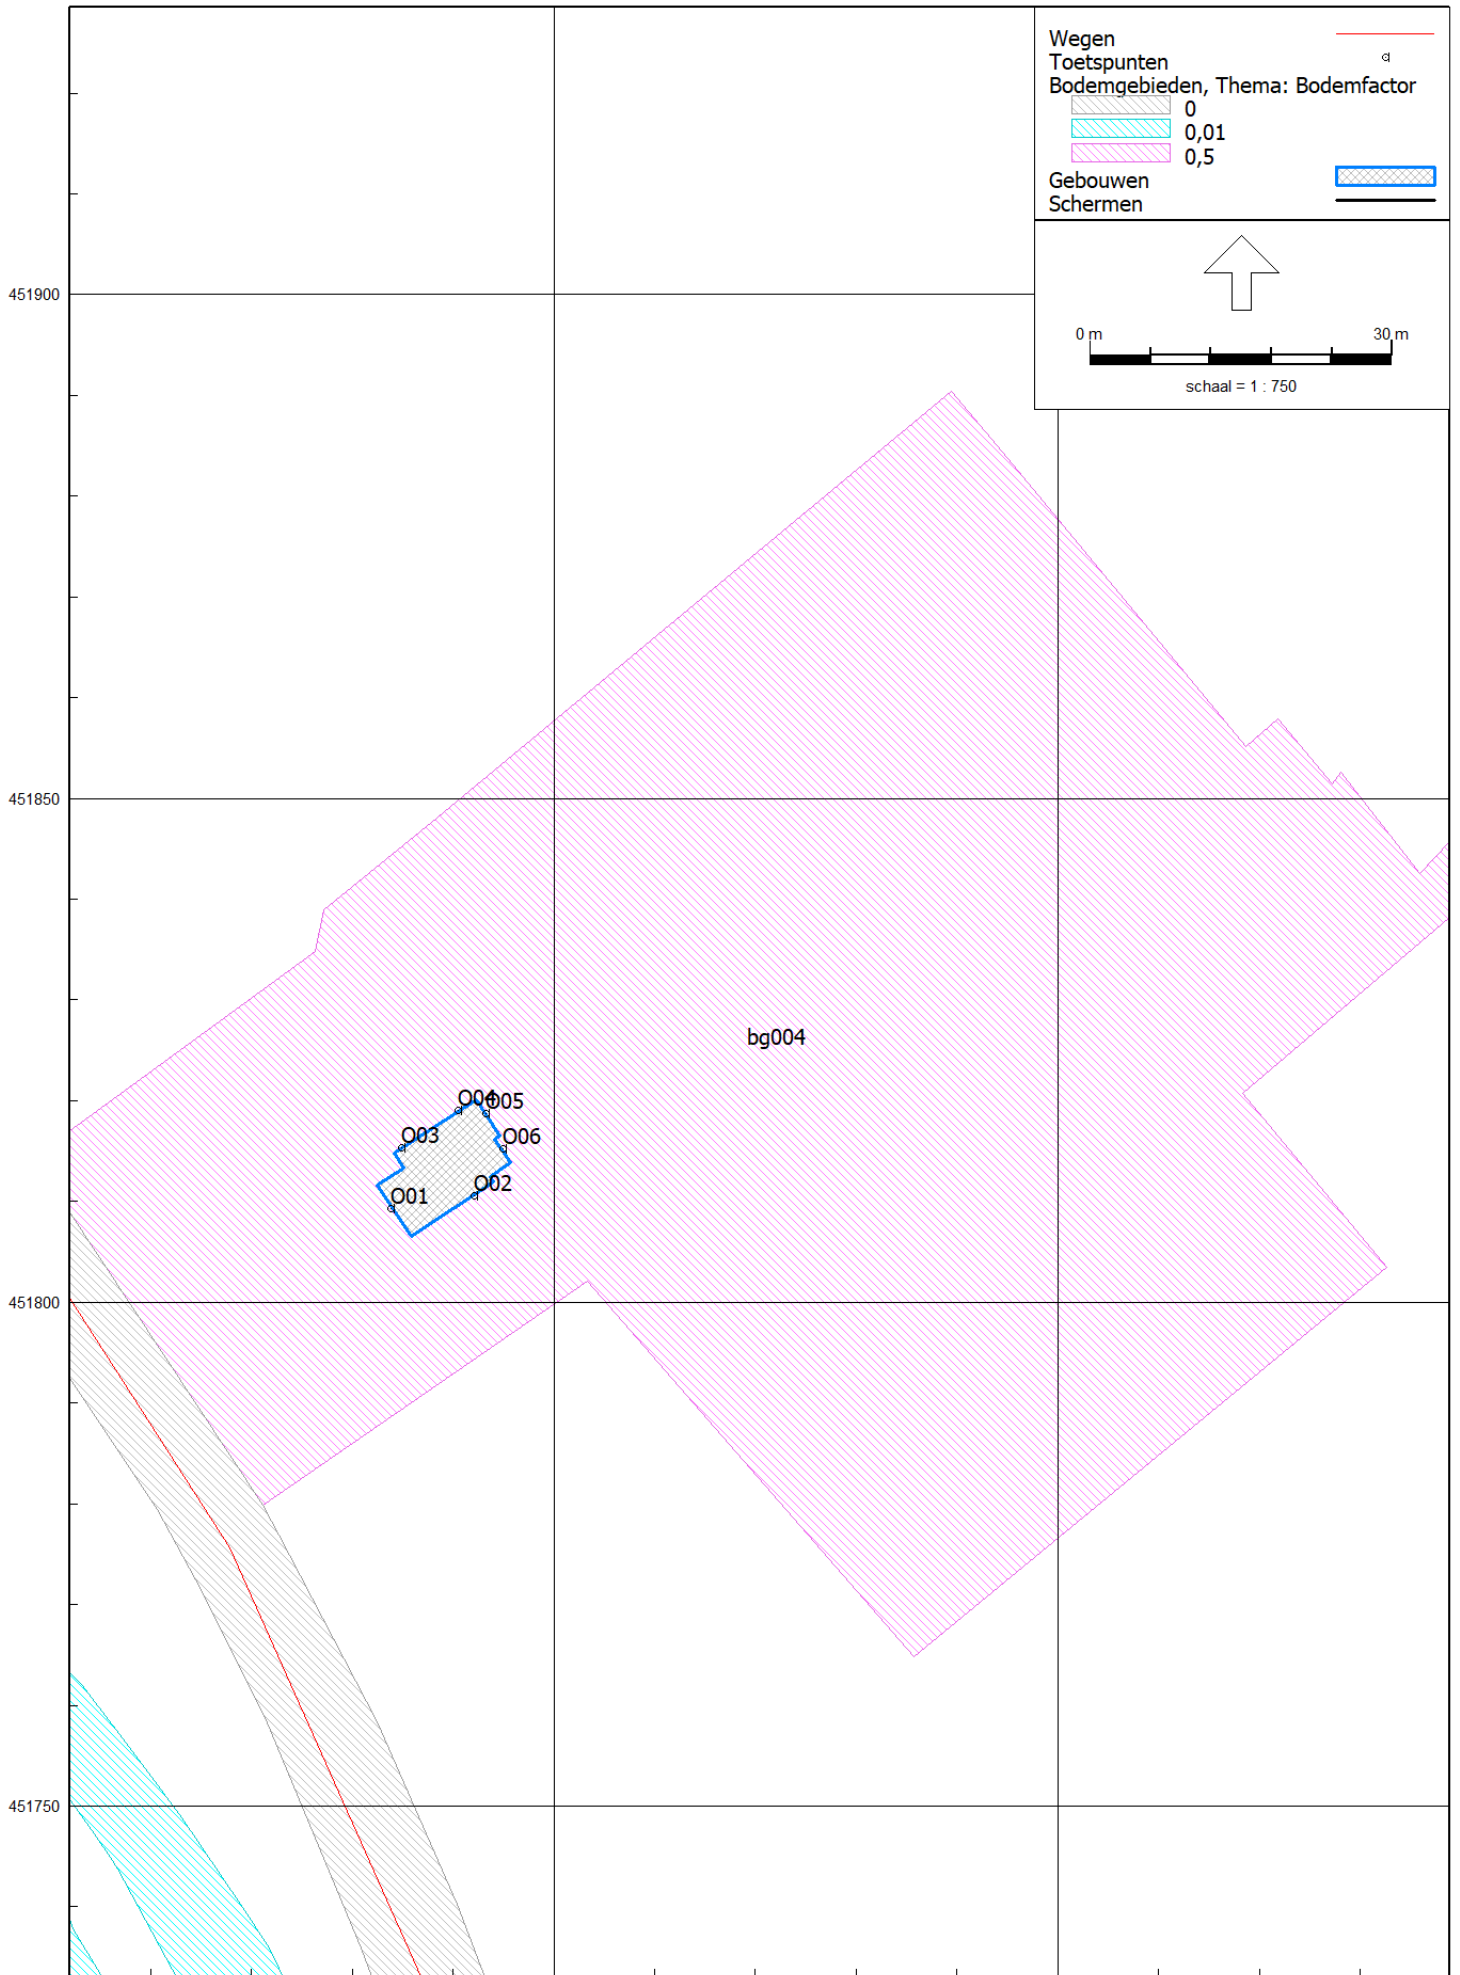 Wegen
Toetspunten
Bodemgebieden, Thema: Bodemfactor
0
0,01
0,5
Gebouwen
Schermen
0 m 30 m
schaal = 1 : 750
451900
451850
bg004
O04
O05
O03
O06
O02
O01
451800
451750